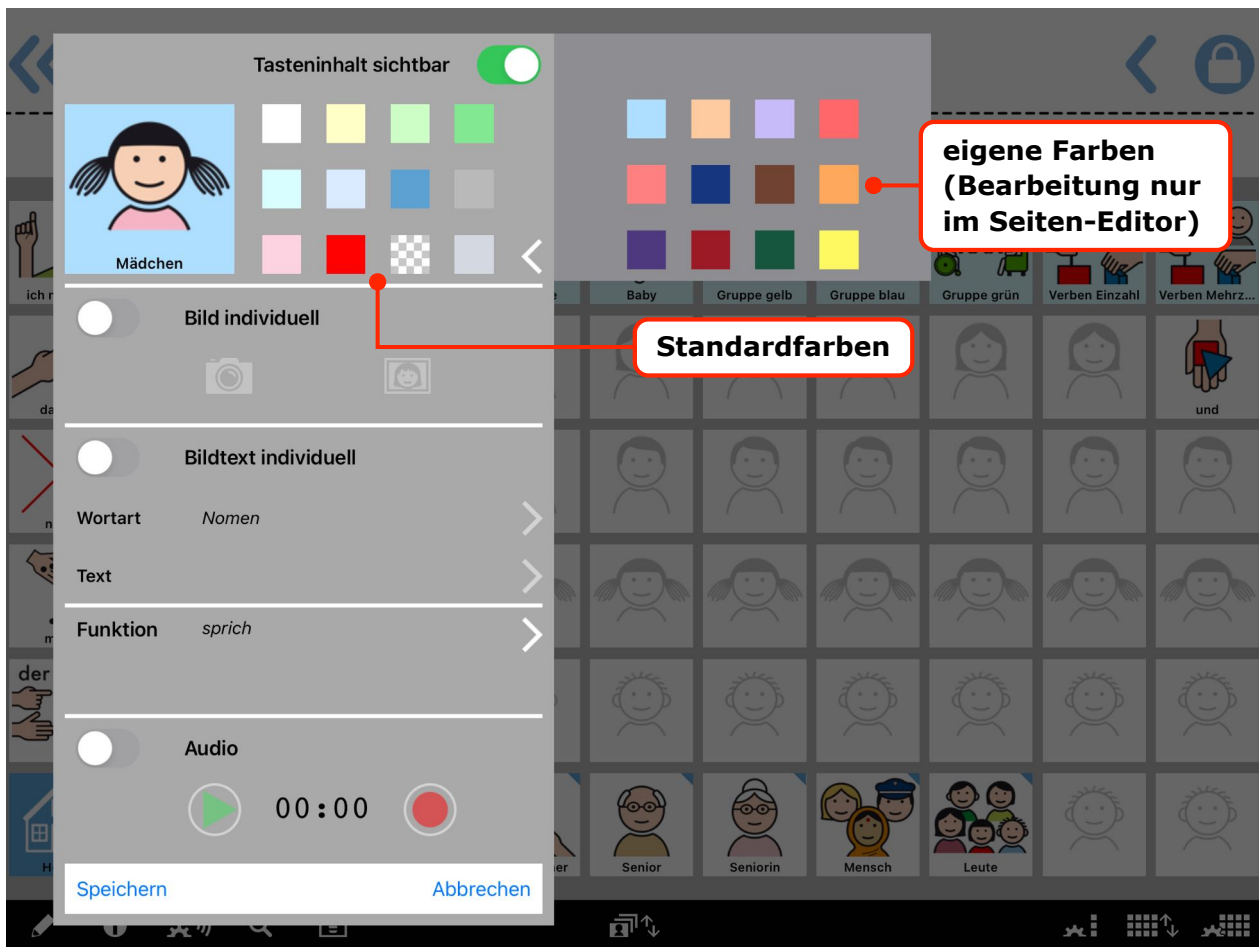 Tasteninhalt sichtbar
eigene Farben
(Bearbeitung nur
im Seiten-Editor)
Mädchen
Baby
Gruppe gelb
Gruppe blau
Gruppe grün
Verben Einzahl
Verben Mehrz...
Bild individuell
Standardfarben
und
Bildtext individuell
Wortart
Nomen
Text
Funktion
sprich
der
Audio
00:00
Senior
Seniorin
Mensch
Leute
Speichern
Abbrechen